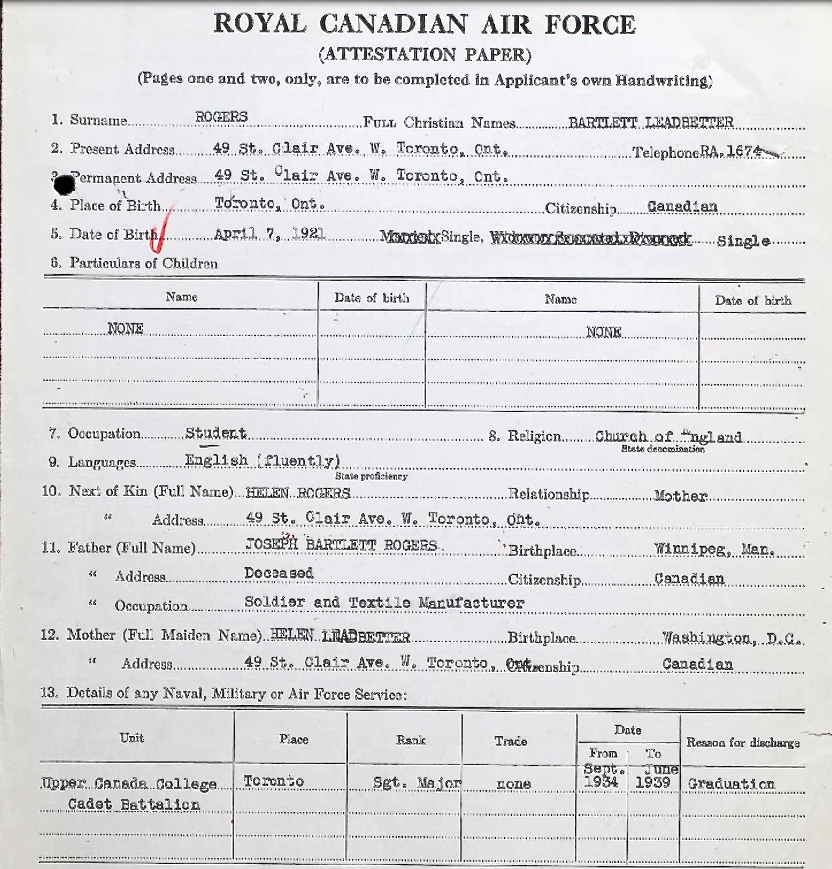 ROYAL CANADIAN AIR FORCE
(ATTESTATION PAPER)
(Pages one and two, only, are to be completed in Applicant's own Handwriting)
1. Surname ROGERS Full Christian Names BARTLETT LEADBETTER
2. Present Address 49 St. Clair Ave. W. Toronto, Ont. Telephone RA.1674
3. Permanent Address 49 St. Clair Ave. W. Toronto, Ont.
4. Place of Birth Toronto, Ont. Citizenship Canadian
5. Date of Birth April 7, 1921 Single, Single
6. Particulars of Children
Name Date of birth Name Date of birth
NONE NONE
7. Occupation Student 8. Religion Church of England
State denomination
9. Languages English (fluently)
State proficiency
10. Next of Kin (Full Name) HELEN ROGERS Relationship Mother
" Address 49 St. Clair Ave. W. Toronto, Ont.
11. Father (Full Name) JOSEPH BARTLETT ROGERS Birthplace Winnipeg, Man.
" Address Deceased Citizenship Canadian
" Occupation Soldier and Textile Manufacturer
12. Mother (Full Maiden Name) HELEN LEADBETTER Birthplace Washington, D.C.
" Address 49 St. Clair Ave. W. Toronto, Ont. Citizenship Canadian
13. Details of any Naval, Military or Air Force Service:
Unit Place Rank Trade Date Reason for discharge
From To
Sept. June
Upper Canada College Toronto Sgt. Major none 1934 1939 Graduation
Cadet Battalion